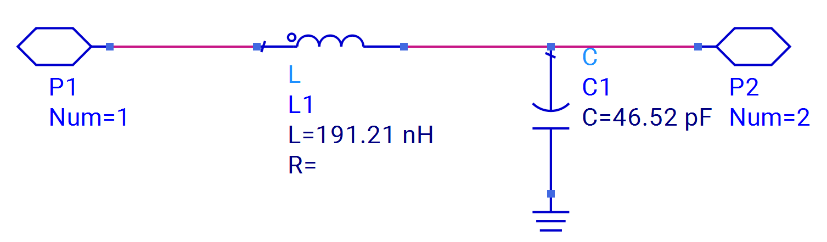 P1
Num=1
L
L1
L=191.21 nH
R=
C
C1
C=46.52 pF
P2
Num=2